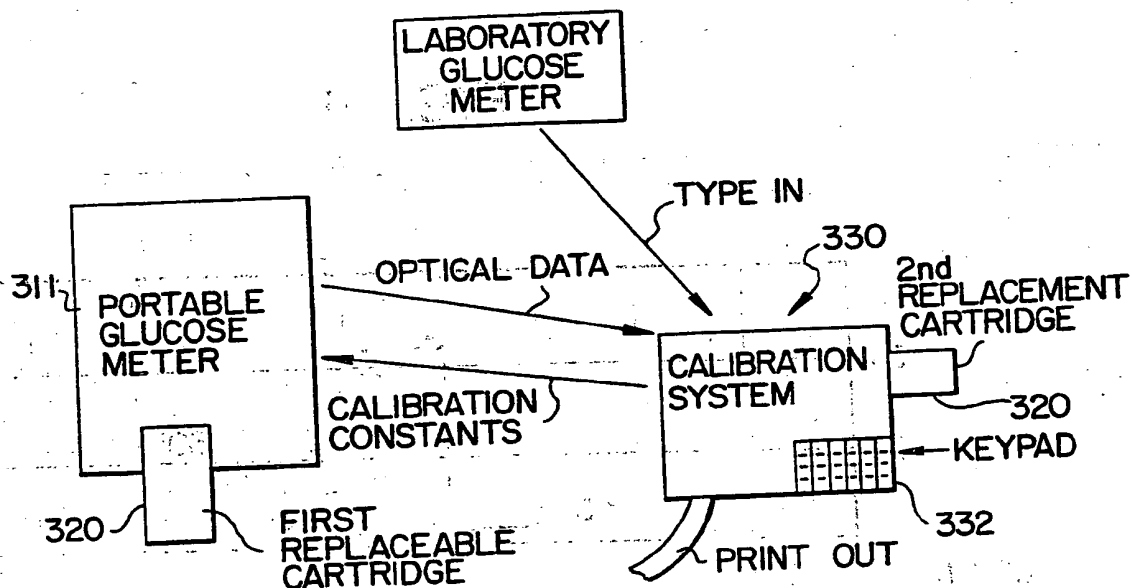 LABORATORY
GLUCOSE
METER
TYPE IN
330
OPTICAL DATA
2nd
REPLACEMENT
CARTRIDGE
311
PORTABLE
GLUCOSE
METER
CALIBRATION
SYSTEM
CALIBRATION
CONSTANTS
320
KEYPAD
320
FIRST
REPLACEABLE
CARTRIDGE
332
PRINT OUT